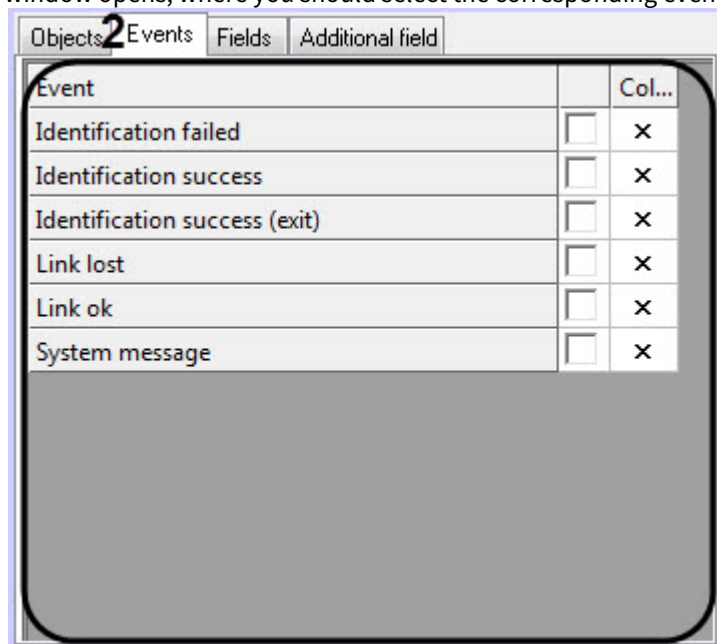 window opens, where you should select the corresponding even
Objects 2 Events Fields Additional field
Event Col...
Identification failed ×
Identification success ×
Identification success (exit) ×
Link lost ×
Link ok ×
System message ×